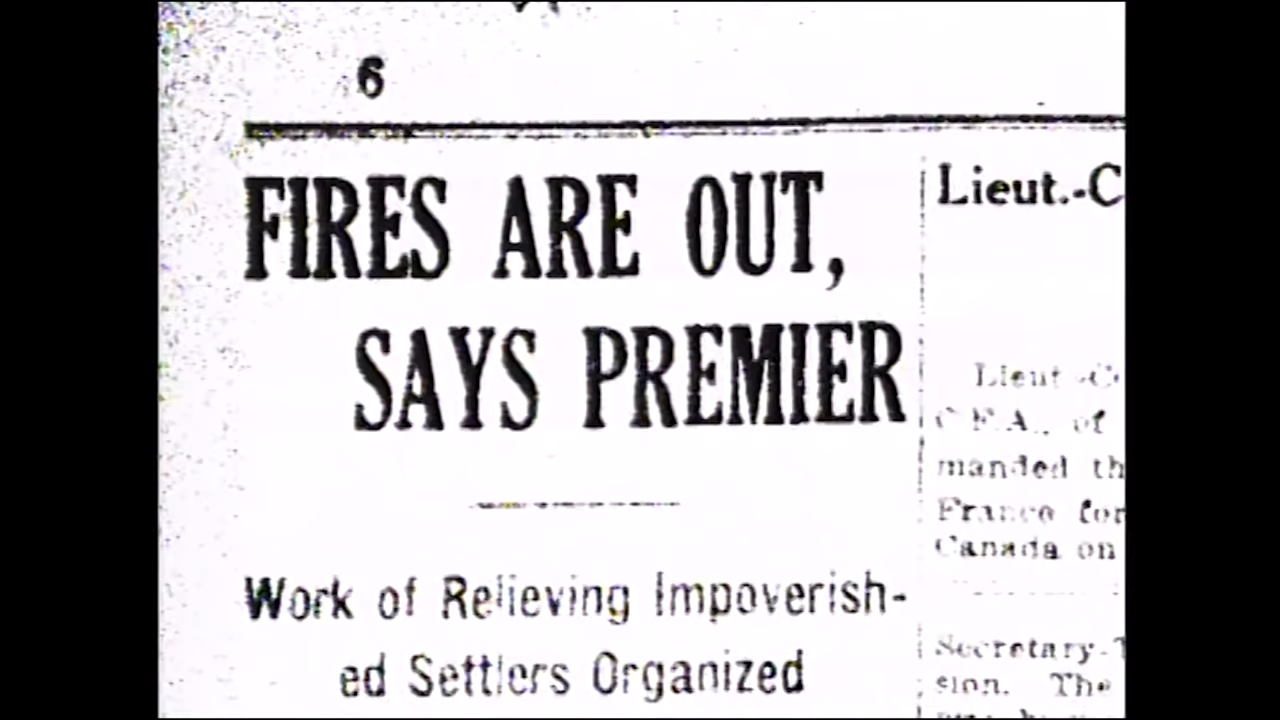 6
FIRES ARE OUT,
SAYS PREMIER
Work of Relieving Impoverish-
ed Settlers Organized
Lieut.-C
Lieut.-C
C.F.A., of
manded th
France for
Canada on
Secretary-T
sion. The